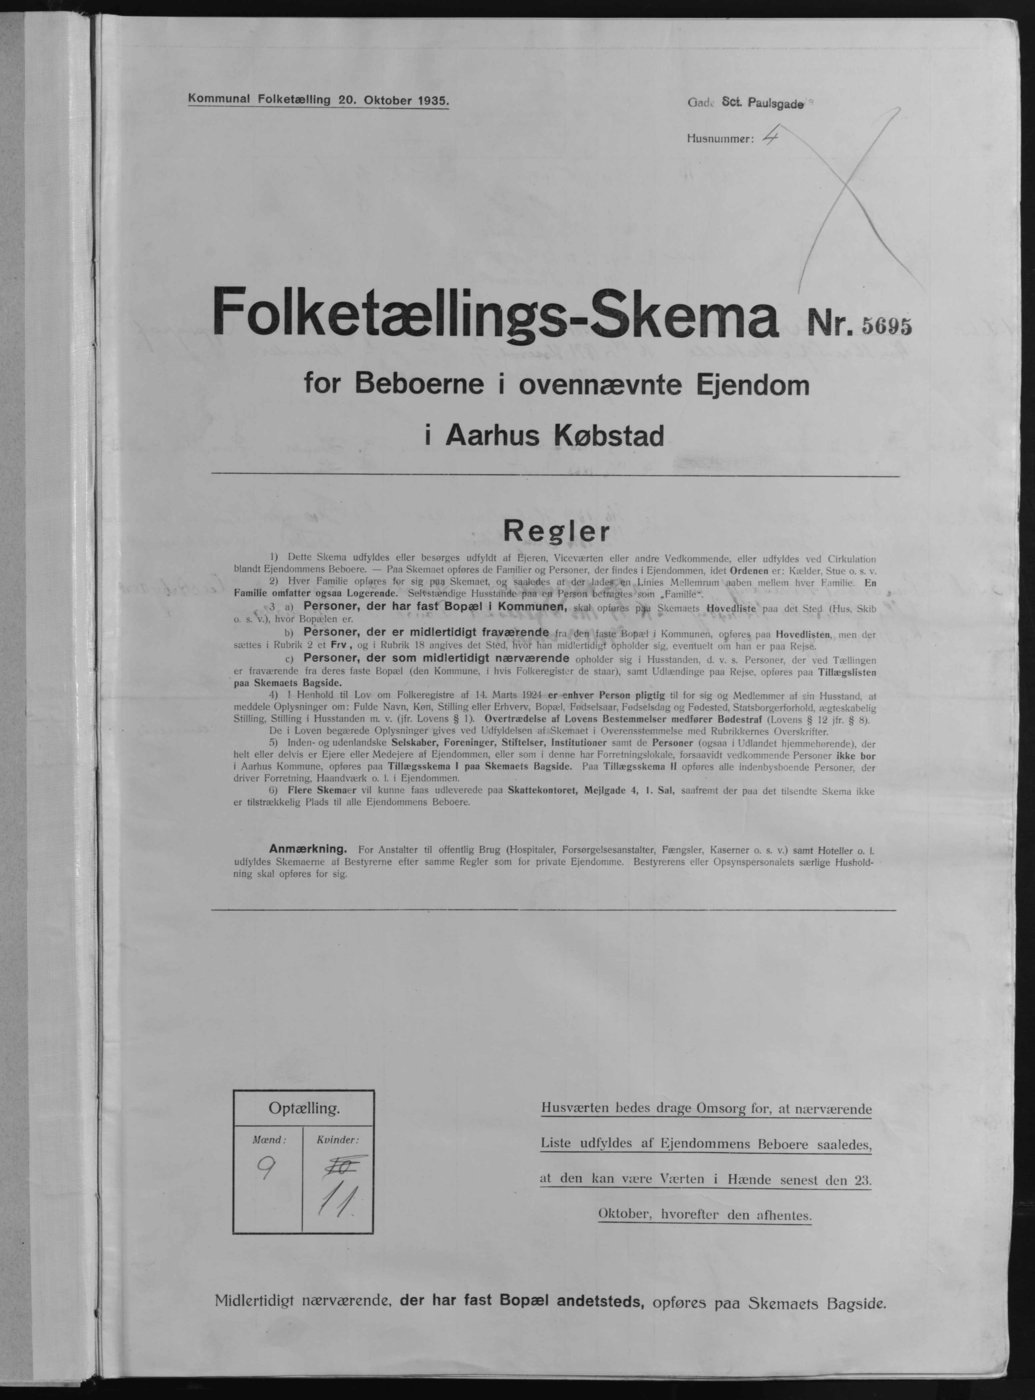 Kommunal Folketælling 20. Oktober 1935.
Gade Sct. Paulsgade
Husnummer: 4
Folketællings-Skema Nr. 5695
for Beboerne i ovennævnte Ejendom
i Aarhus Købstad
Regler
1) Dette Skema udfyldes eller besørges udfyldt af Ejeren, Viceværten eller andre Vedkommende, eller udfyldes ved Cirkulation
blandt Ejendommens Beboere. — Paa Skemaet opføres de Familier og Personer, der findes i Ejendommen, idet Ordenen er: Kælder, Stue o. s. v.
2) Hver Familie opføres for sig paa Skemaet, og saaledes at der lades en Linies Mellemrum aaben mellem hver Familie. En
Familie omfatter ogsaa Logerende. Selvstændige Husstande paa en Person betragtes som „Familie“.
3 a) Personer, der har fast Bopæl i Kommunen, skal opføres paa Skemaets Hovedliste paa det Sted (Hus, Skib
o. s. v.), hvor Bopælen er.
b) Personer, der er midlertidigt fraværende fra den faste Bopæl i Kommunen, opføres paa Hovedlisten, men der
sættes i Rubrik 2 et Frv., og i Rubrik 18 angives det Sted, hvor han midlertidigt opholder sig, eventuelt om han er paa Rejse.
c) Personer, der som midlertidigt nærværende opholder sig i Husstanden, d. v. s. Personer, der ved Tællingen
er fraværende fra deres faste Bopæl (den Kommune, i hvis Folkeregister de staar), samt Udlændinge paa Rejse, opføres paa Tillægslisten
paa Skemaets Bagside.
4) I Henhold til Lov om Folkeregistre af 14. Marts 1924 er enhver Person pligtig til for sig og Medlemmer af sin Husstand, at
meddele Oplysninger om: Fulde Navn, Køn, Stilling eller Erhverv, Bopæl, Fødselsaar, Fødselsdag og Fødested, Statsborgerforhold, ægteskabelig
Stilling, Stilling i Husstanden m. v. (jfr. Lovens § 1). Overtrædelse af Lovens Bestemmelser medfører Bødestraf (Lovens § 12 jfr. § 8).
De i Loven begærede Oplysninger gives ved Udfyldelsen af Skemaet i Overensstemmelse med Rubrikkernes Overskrifter.
5) Inden- og udenlandske Selskaber, Foreninger, Stiftelser, Institutioner samt de Personer (ogsaa i Udlandet hjemmehørende), der
helt eller delvis er Ejere eller Medejere af Ejendommen, eller som i denne har Forretningslokale, forsaavidt vedkommende Personer ikke bor
i Aarhus Kommune, opføres paa Tillægsskema I paa Skemaets Bagside. Paa Tillægsskema II opføres alle indenbysboende Personer, der
driver Forretning, Haandværk o. l. i Ejendommen.
6) Flere Skemaer vil kunne faas udleverede paa Skattekontoret, Mejlgade 4, 1. Sal, saafremt der paa det tilsendte Skema ikke
er tilstrækkelig Plads til alle Ejendommens Beboere.
Anmærkning. For Anstalter til offentlig Brug (Hospitaler, Forsørgelsesanstalter, Fængsler, Kaserner o. s. v.) samt Hoteller o. l.
udfyldes Skemaerne af Bestyrerne efter samme Regler som for private Ejendomme. Bestyrerens eller Opsynspersonalets særlige Hushold-
ning skal opføres for sig.
Optælling.
Mænd: Kvinder:
9 10
11
Husværten bedes drage Omsorg for, at nærværende
Liste udfyldes af Ejendommens Beboere saaledes,
at den kan være Værten i Hænde senest den 23.
Oktober, hvorefter den afhentes.
Midlertidigt nærværende, der har fast Bopæl andetsteds, opføres paa Skemaets Bagside.